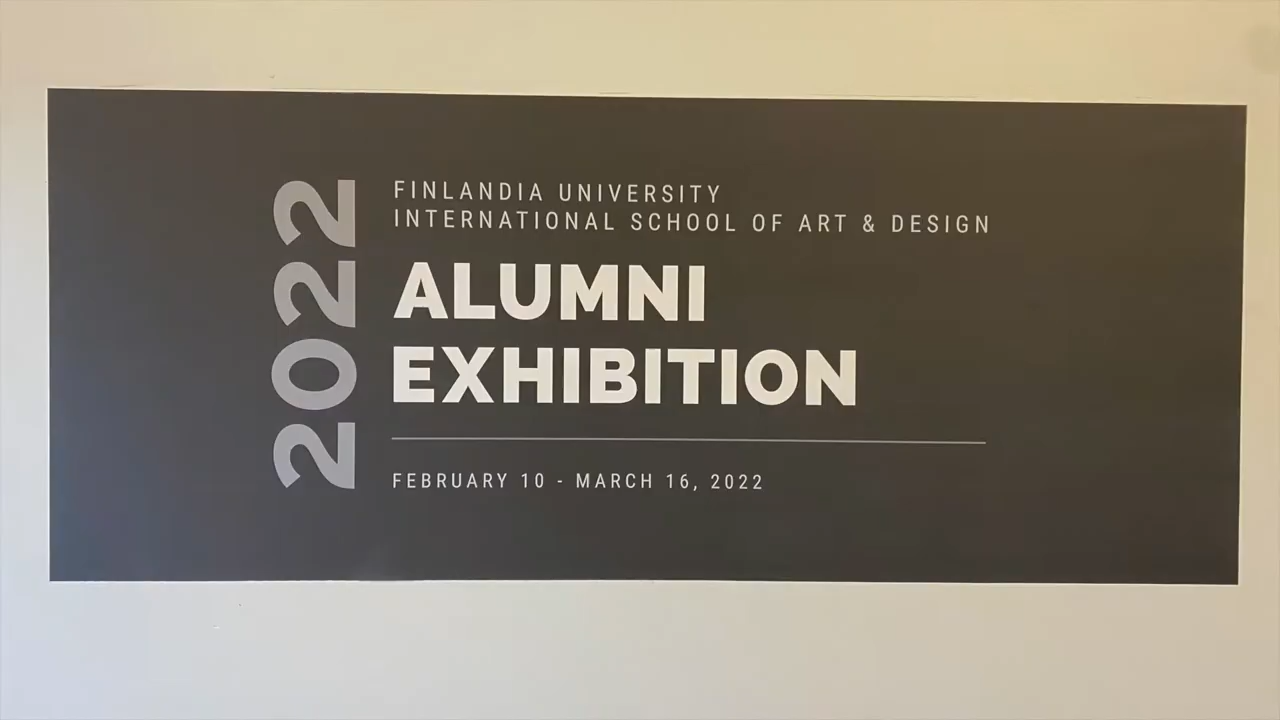 2022
FINLANDIA UNIVERSITY
INTERNATIONAL SCHOOL OF ART & DESIGN
ALUMNI
EXHIBITION
FEBRUARY 10 - MARCH 16, 2022